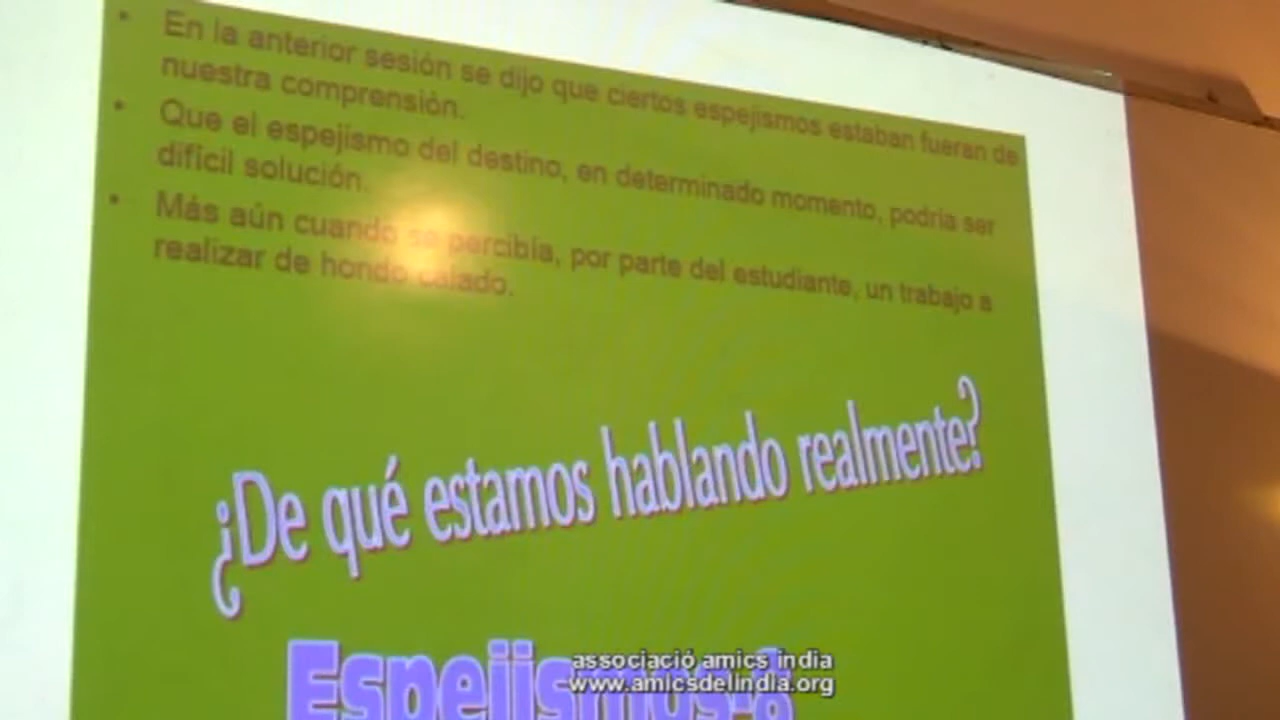 • En la anterior sesión se dijo que ciertos espejismos estaban fueran de
nuestra comprensión.
• Que el espejismo del destino, en determinado momento, podría ser
difícil solución.
• Más aún cuando se percibía, por parte del estudiante, un trabajo a
realizar de hondo calado.
¿De qué estamos hablando realmente?
Espejismos
associació amics india
www.amicsdelindia.org